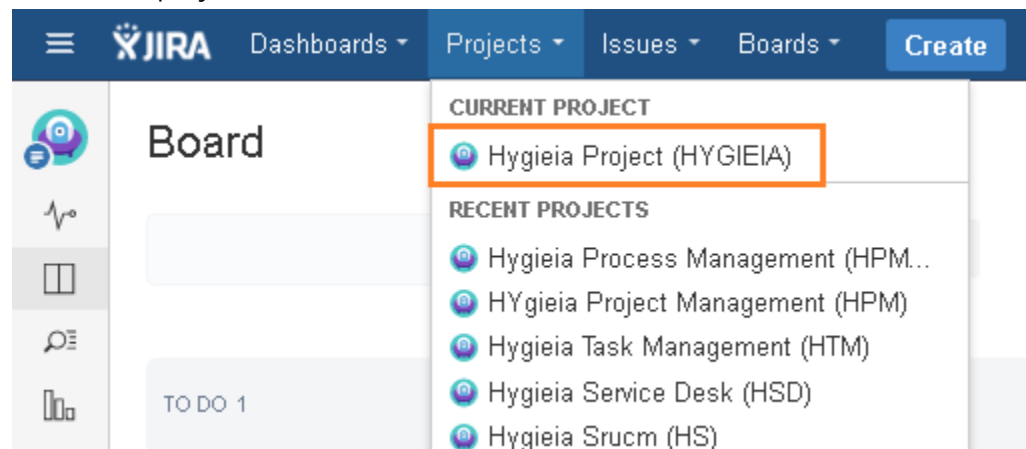 JIRA Dashboards Projects Issues Boards Create
Board
CURRENT PROJECT
Hygieia Project (HYGIEIA)
RECENT PROJECTS
Hygieia Process Management (HPM...
HYgieia Project Management (HPM)
Hygieia Task Management (HTM)
Hygieia Service Desk (HSD)
Hygieia Srucm (HS)
TO DO 1